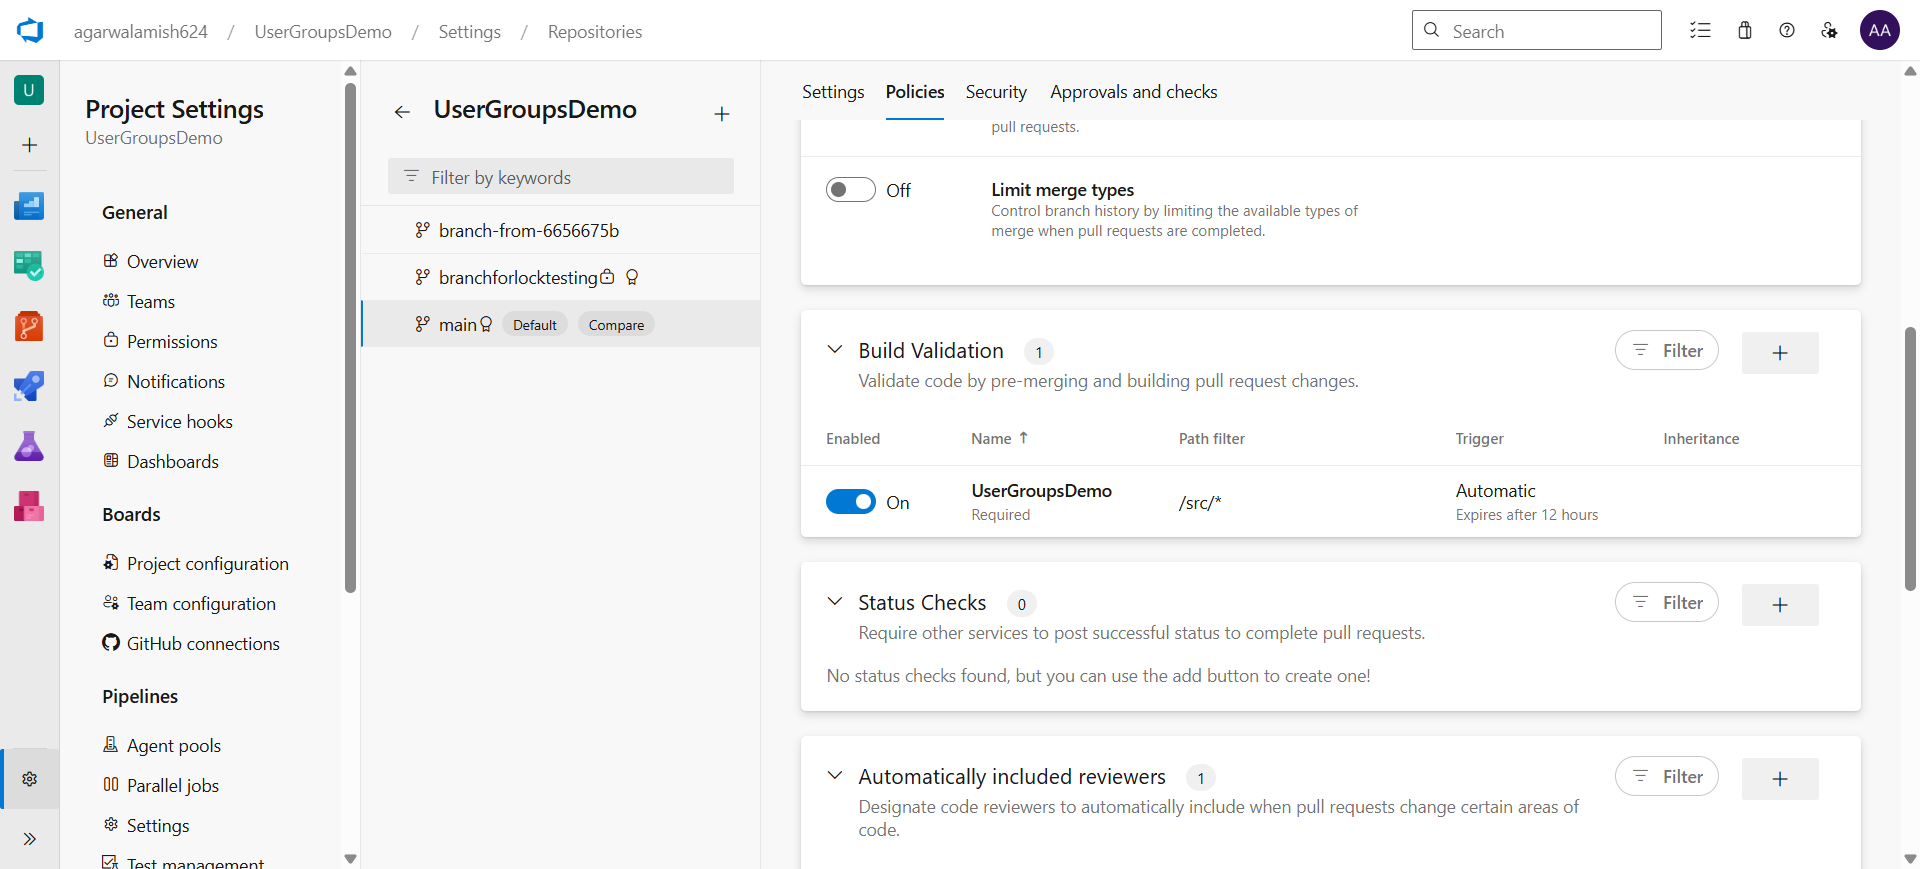 agarwalamish624 / UserGroupsDemo / Settings / Repositories
Search
AA
U
Project Settings
UserGroupsDemo
General
Overview
Teams
Permissions
Notifications
Service hooks
Dashboards
Boards
Project configuration
Team configuration
GitHub connections
Pipelines
Agent pools
Parallel jobs
Settings
Test management
UserGroupsDemo
Filter by keywords
branch-from-6656675b
branchforlocktesting
main Default Compare
Settings Policies Security Approvals and checks
pull requests.
Off
Limit merge types
Control branch history by limiting the available types of
merge when pull requests are completed.
Build Validation 1
Filter
Validate code by pre-merging and building pull request changes.
Enabled Name Path filter Trigger Inheritance
On
UserGroupsDemo
Required
/src/*
Automatic
Expires after 12 hours
Status Checks 0
Filter
Require other services to post successful status to complete pull requests.
No status checks found, but you can use the add button to create one!
Automatically included reviewers 1
Filter
Designate code reviewers to automatically include when pull requests change certain areas of
code.